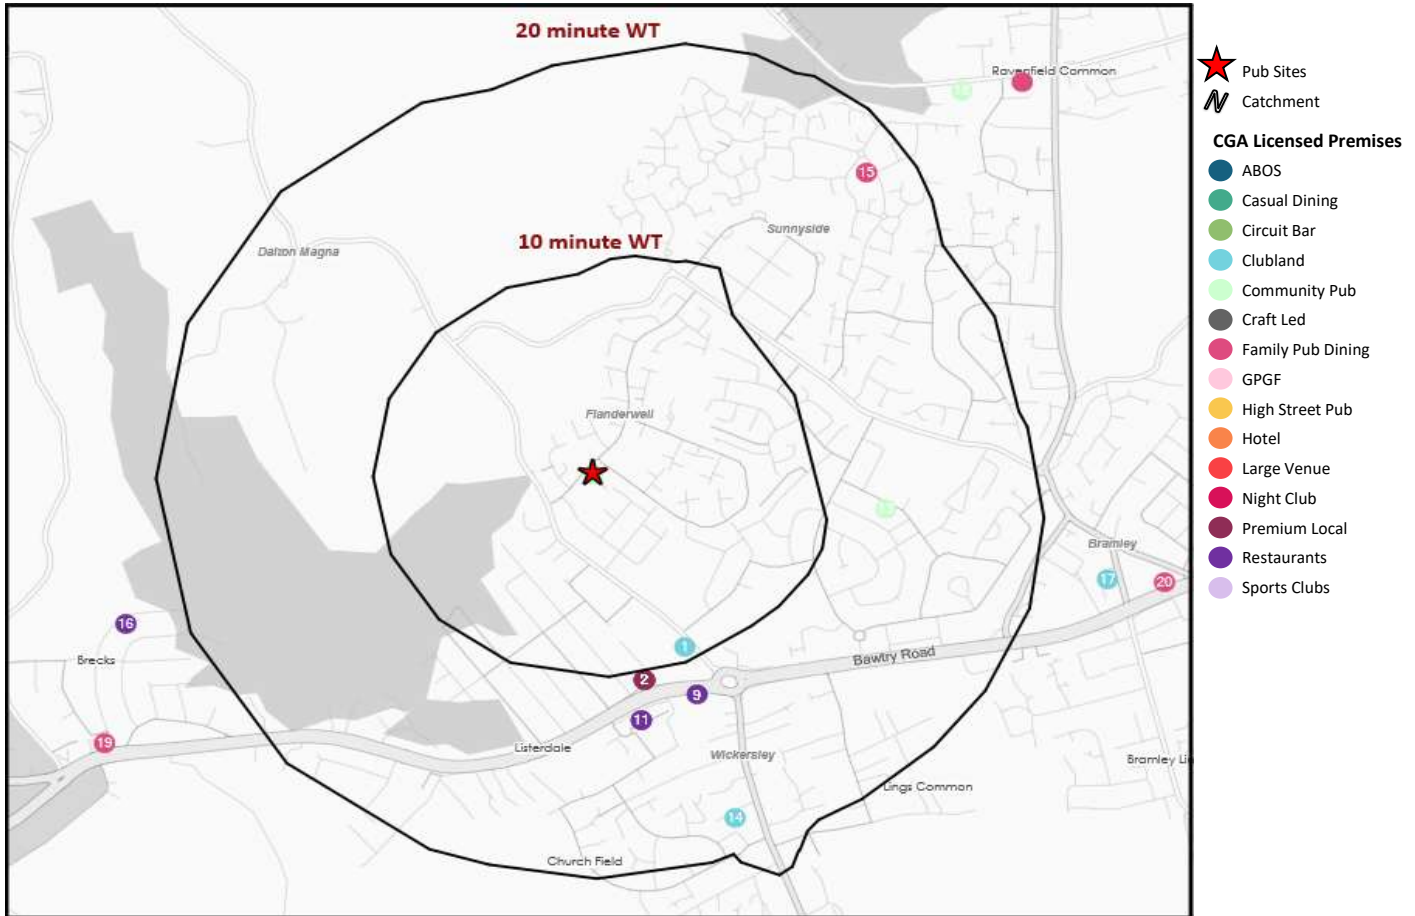 20 minute WT
Ravenfield Common
15
Sunnyside
10 minute WT
Dalton Magna
Flanderwell
Bramley
17
20
16
1
Brecks
Bawtry Road
2
9
11
19
Listerdale
Wickersley
Bramley Lin
Lings Common
14
Church Field
Pub Sites
Catchment
CGA Licensed Premises
ABOS
Casual Dining
Circuit Bar
Clubland
Community Pub
Craft Led
Family Pub Dining
GPGF
High Street Pub
Hotel
Large Venue
Night Club
Premium Local
Restaurants
Sports Clubs